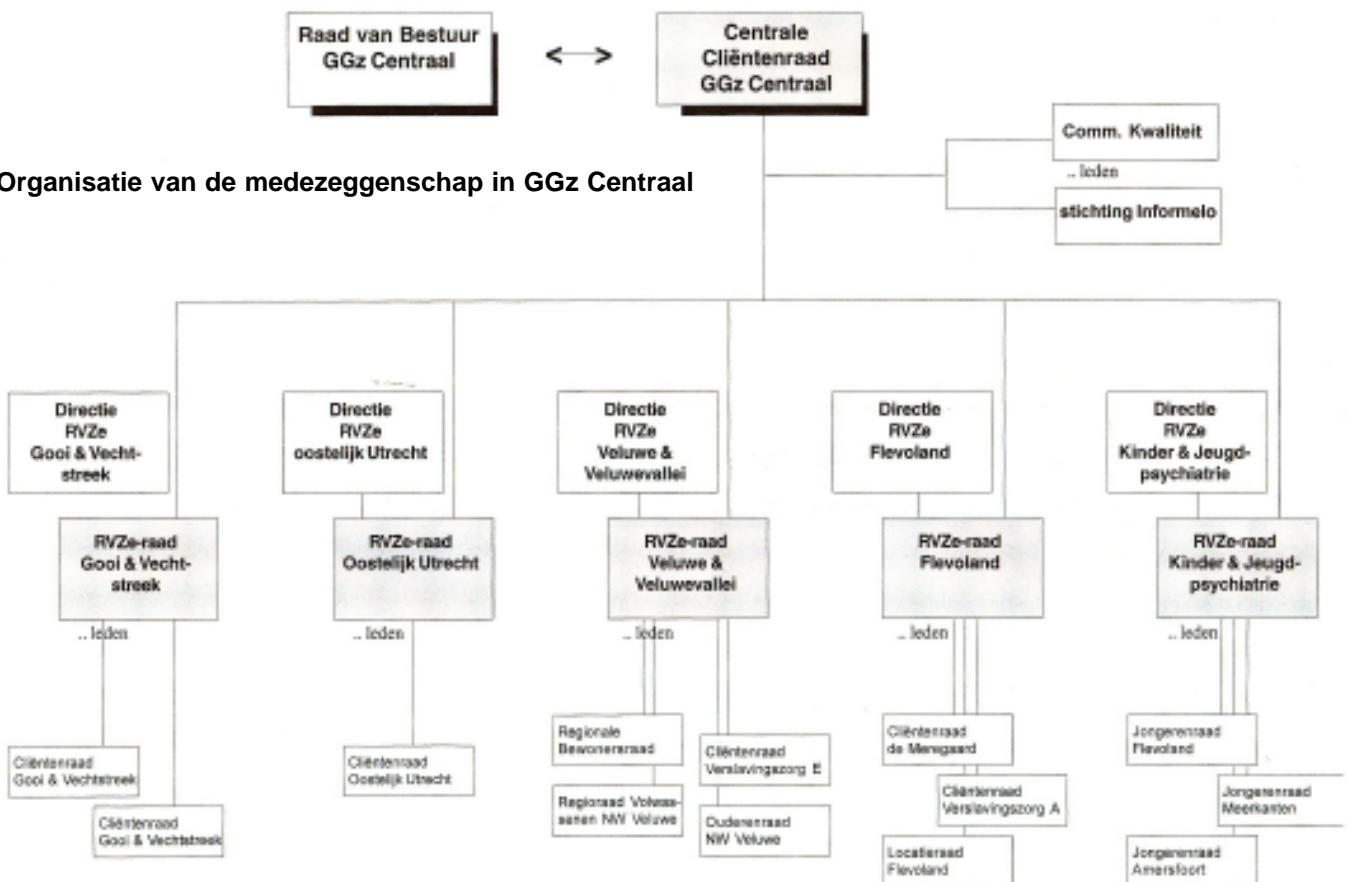 Raad van Bestuur
GGz Centraal
Centrale
Cliëntenraad
GGz Centraal
Comm. Kwaliteit
.. leden
stichting Informelo
Organisatie van de medezeggenschap in GGz Centraal
Directie
RVZe
Gooi & Vecht-
streek
Directie
RVZe
oostelijk Utrecht
Directie
RVZe
Veluwe &
Veluwevallei
Directie
RVZe
Flevoland
Directie
RVZe
Kinder & Jeugd-
psychiatrie
RVZe-raad
Gooi & Vecht-
streek
RVZe-raad
Oostelijk Utrecht
RVZe-raad
Veluwe &
Veluwevallei
RVZe-raad
Flevoland
RVZe-raad
Kinder & Jeugd-
psychiatrie
.. leden
.. leden
.. leden
.. leden
.. leden
Cliëntenraad
Gooi & Vechtstreek
Cliëntenraad
Gooi & Vechtstreek
Cliëntenraad
Oostelijk Utrecht
Regionale
Bewonersraad
Cliëntenraad
Verslavingszorg E
Regioraad Volwas-
senen NW Veluwe
Ouderenraad
NW Veluwe
Cliëntenraad
de Meregaard
Cliëntenraad
Verslavingszorg A
Locatieraad
Flevoland
Jongerenraad
Flevoland
Jongerenraad
Meerkanten
Jongerenraad
Amersfoort